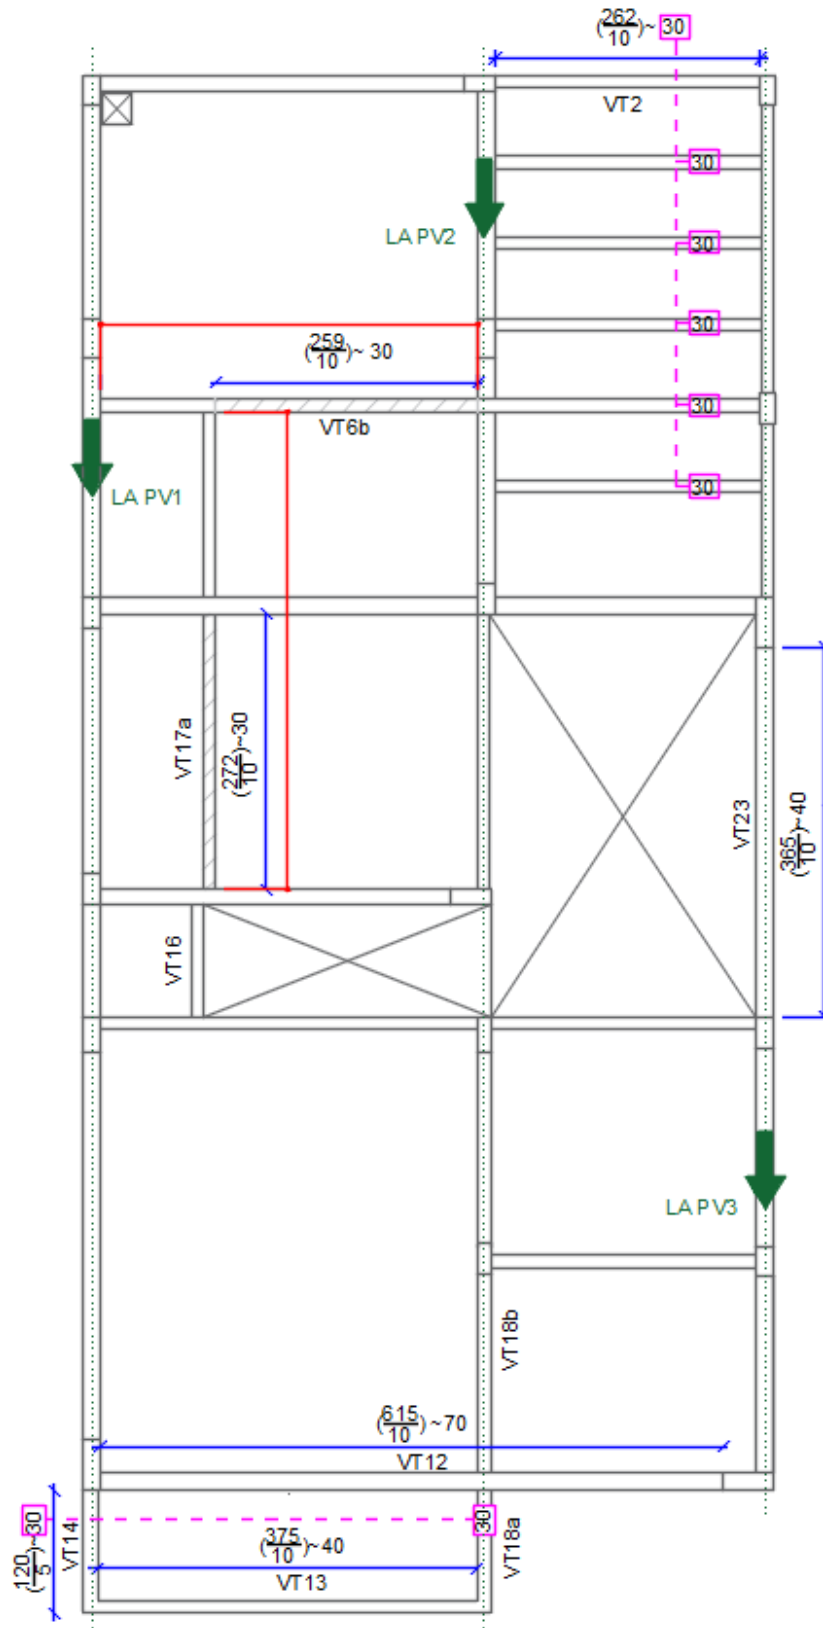 (262/10)~ 30
VT2
30
LA PV2
30
30
(259/10)~ 30
30
VT6b
30
LA PV1
VT17a
(272/10)~30
VT23
(365/10)~40
VT16
LA PV3
VT18b
(615/10)~70
VT12
(120/5)~30
VT14
30
(375/10)~40
VT18a
VT13